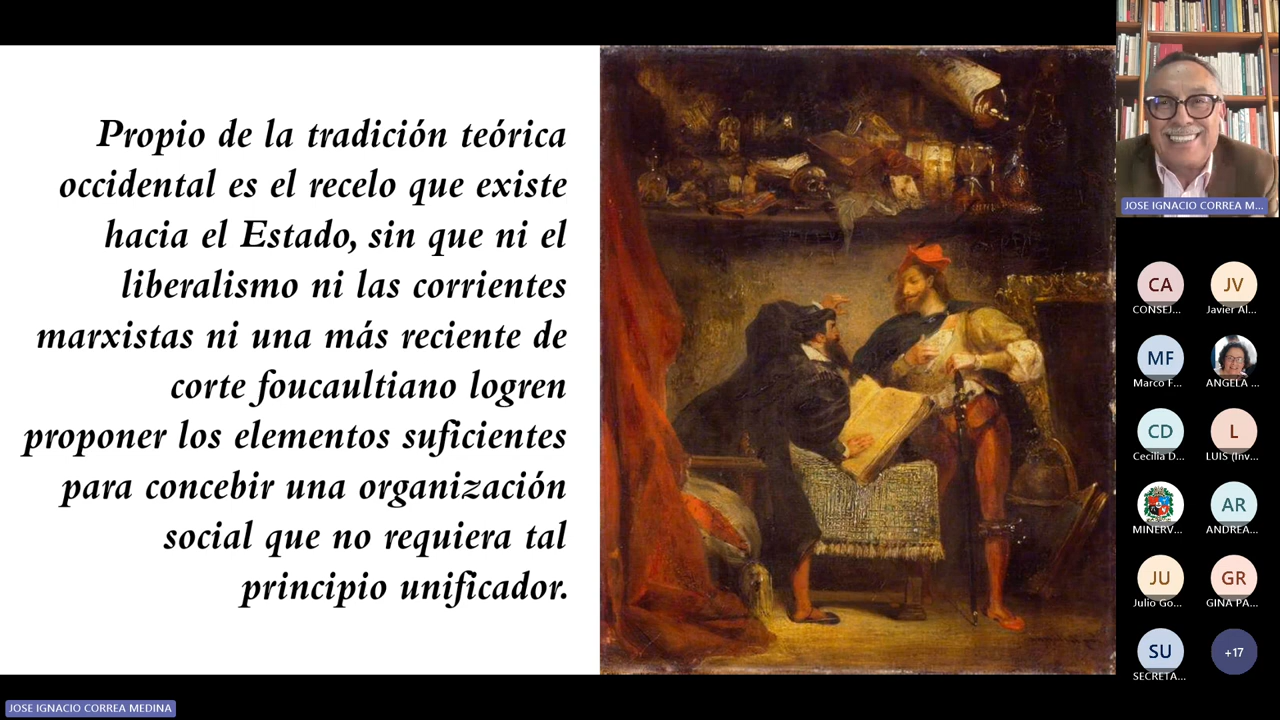 Propio de la tradición teórica
occidental es el recelo que existe
hacia el Estado, sin que ni el
liberalismo ni las corrientes
marxistas ni una más reciente de
corte foucaultiano logren
proponer los elementos suficientes
para concebir una organización
social que no requiera tal
principio unificador.
JOSE IGNACIO CORREA M...
CA
CONSEJ...
JV
Javier Al...
MF
Marco F...
ANGELA ...
CD
Cecilia D...
L
LUIS (Inv...
MINERV...
AR
ANDREA...
JU
Julio Go...
GR
GINA PA...
SU
SECRETA...
+17
JOSE IGNACIO CORREA MEDINA